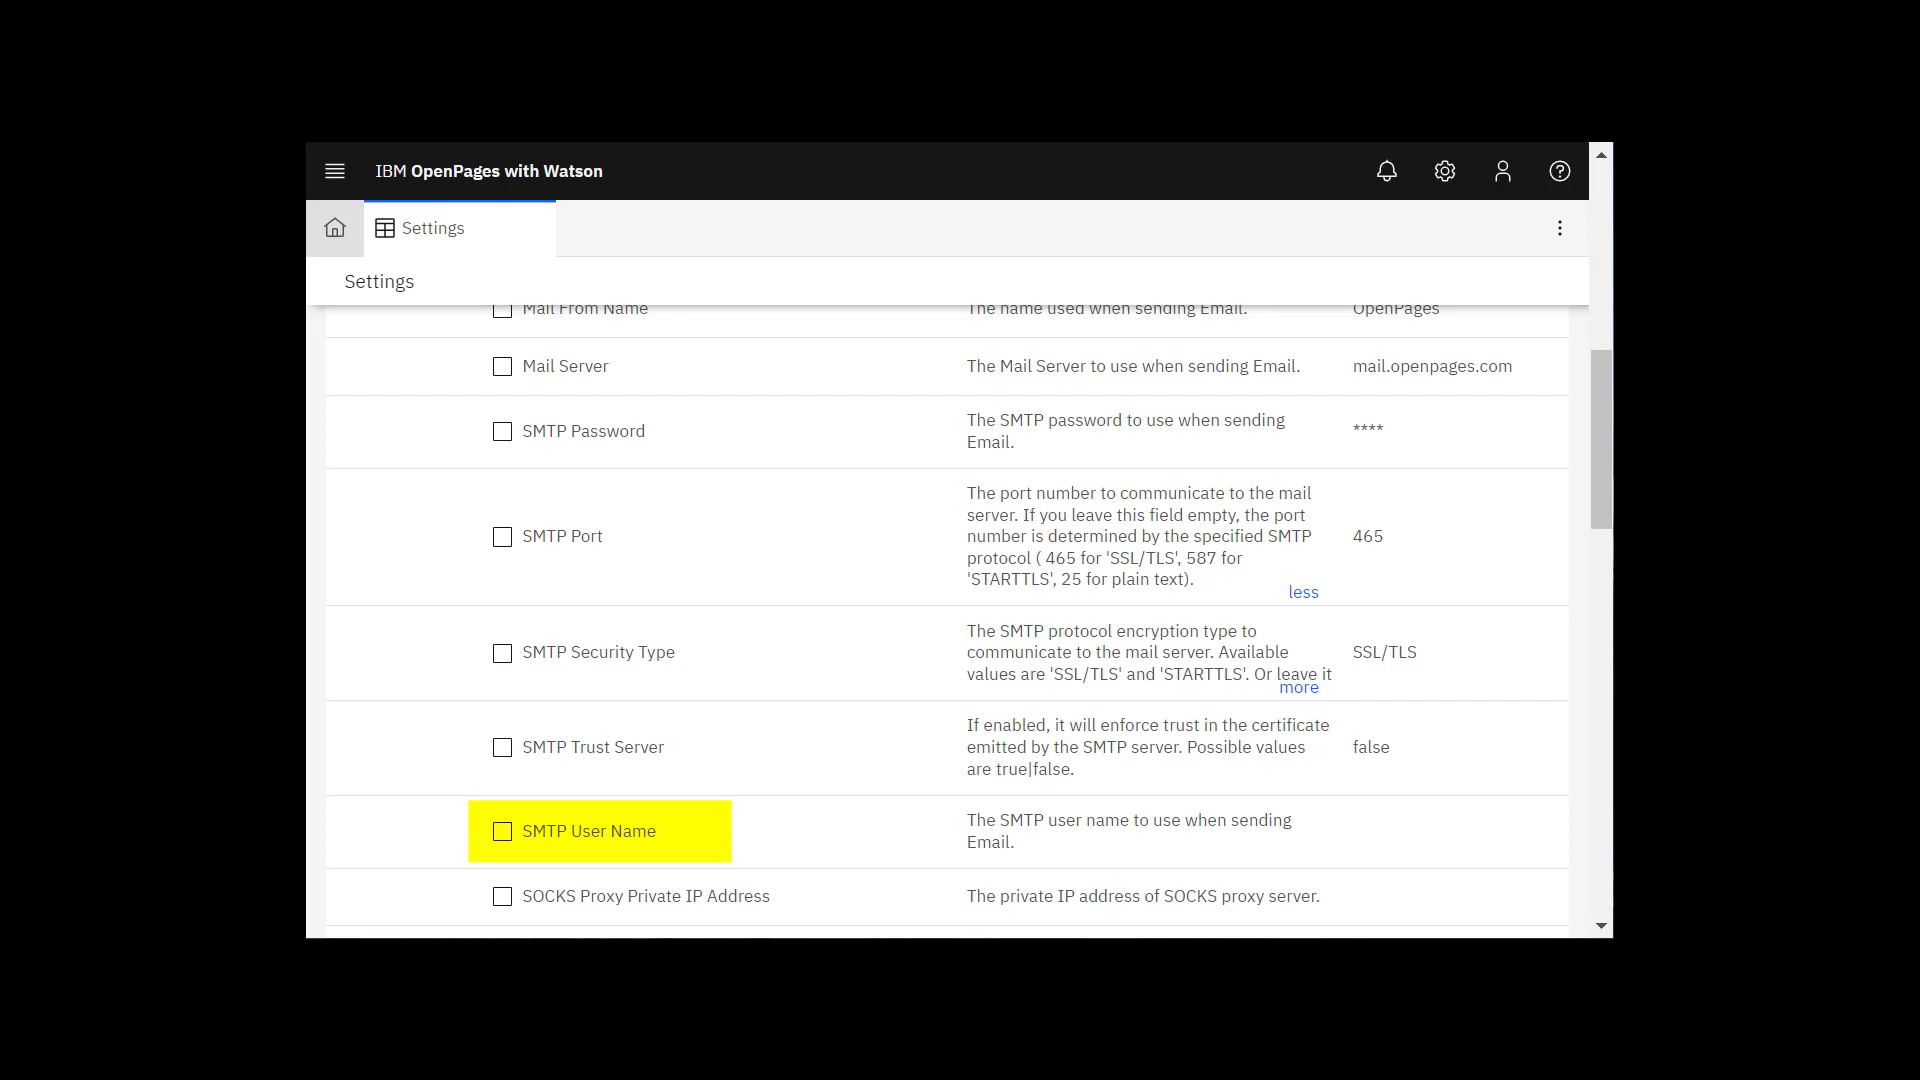 IBM OpenPages with Watson
Settings
Settings
Mail From Name
The name used when sending Email.
OpenPages
Mail Server
The Mail Server to use when sending Email.
mail.openpages.com
SMTP Password
The SMTP password to use when sending
Email.
****
SMTP Port
The port number to communicate to the mail
server. If you leave this field empty, the port
number is determined by the specified SMTP
protocol ( 465 for 'SSL/TLS', 587 for
'STARTTLS', 25 for plain text).
less
465
SMTP Security Type
The SMTP protocol encryption type to
communicate to the mail server. Available
values are 'SSL/TLS' and 'STARTTLS'. Or leave it
more
SSL/TLS
SMTP Trust Server
If enabled, it will enforce trust in the certificate
emitted by the SMTP server. Possible values
are true|false.
false
SMTP User Name
The SMTP user name to use when sending
Email.
SOCKS Proxy Private IP Address
The private IP address of SOCKS proxy server.